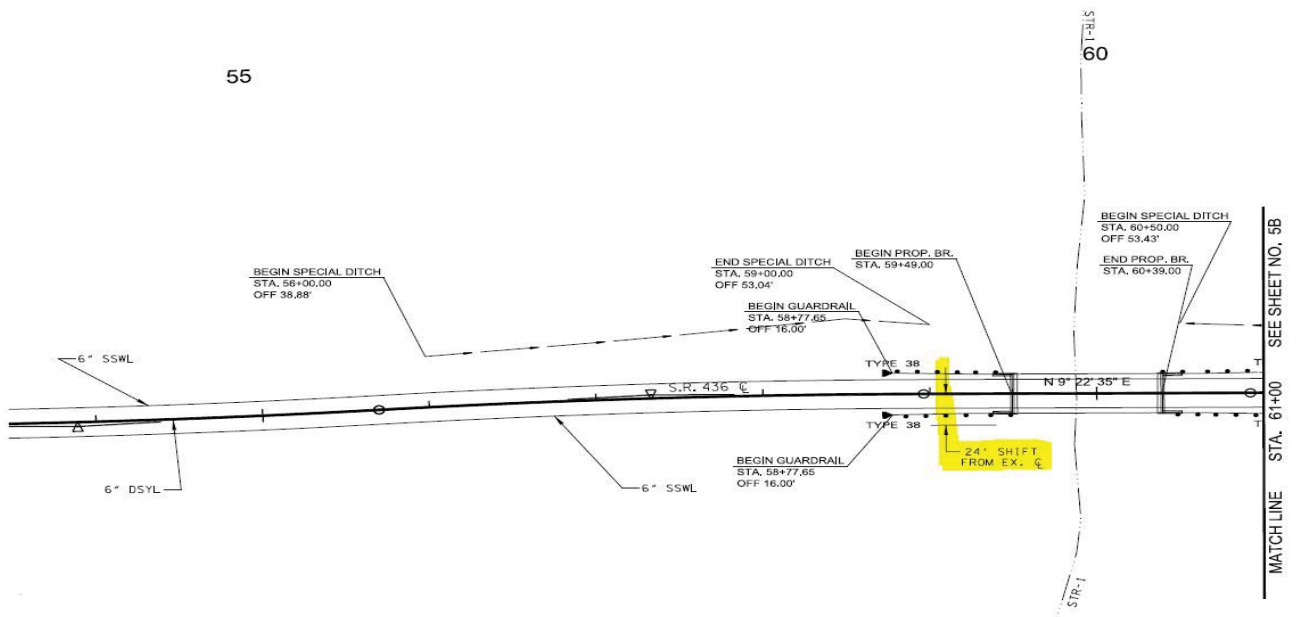 55
60
STR-1
BEGIN SPECIAL DITCH
STA. 56+00.00
OFF 38.88'
END SPECIAL DITCH
STA. 59+00.00
OFF 53.04'
BEGIN PROP. BR.
STA. 59+49.00
BEGIN SPECIAL DITCH
STA. 60+50.00
OFF 53.43'
END PROP. BR.
STA. 60+39.00
BEGIN GUARDRAIL
STA. 58+77.65
OFF 16.00'
6" SSWL
TYPE 38
T
S.R. 436 ℄
N 9° 22' 35" E
TYPE 38
T
24' SHIFT
FROM EX. ℄
BEGIN GUARDRAIL
STA. 58+77.65
OFF 16.00'
6" DSYL
6" SSWL
STR-1
MATCH LINE STA. 61+00 SEE SHEET NO. 5B